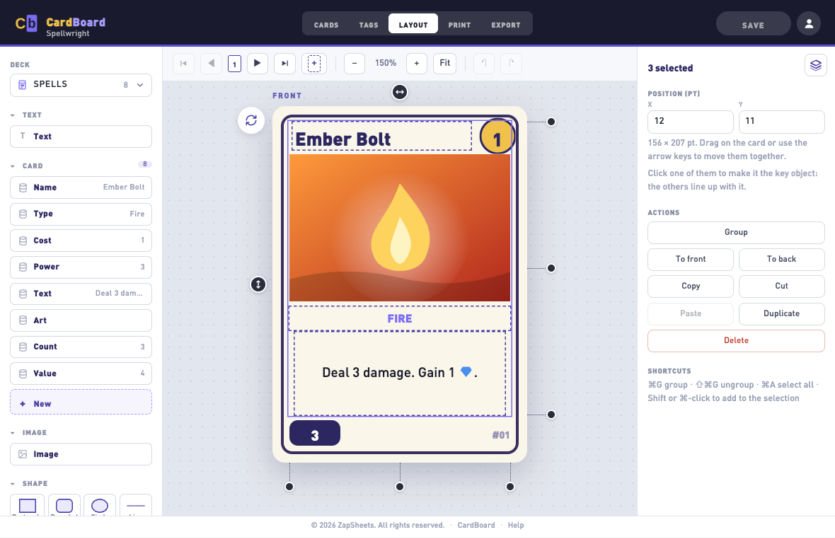 Cb
CardBoard
Spellwright
CARDS TAGS LAYOUT PRINT EXPORT
SAVE
DECK
SPELLS 8
TEXT
T Text
CARD 8
Name Ember Bolt
Type Fire
Cost 1
Power 3
Text Deal 3 dam...
Art
Count 3
Value 4
+ New
IMAGE
Image
SHAPE
1
− 150% + Fit
FRONT
Ember Bolt 1
FIRE
Deal 3 damage. Gain 1 .
3 #01
3 selected
POSITION (PT)
X Y
12 11
156 × 207 pt. Drag on the card or use the
arrow keys to move them together.
Click one of them to make it the key object:
the others line up with it.
ACTIONS
Group
To front To back
Copy Cut
Paste Duplicate
Delete
SHORTCUTS
⌘G group · ⇧⌘G ungroup · ⌘A select all ·
Shift or ⌘-click to add to the selection
© 2026 ZapSheets. All rights reserved. · CardBoard · Help